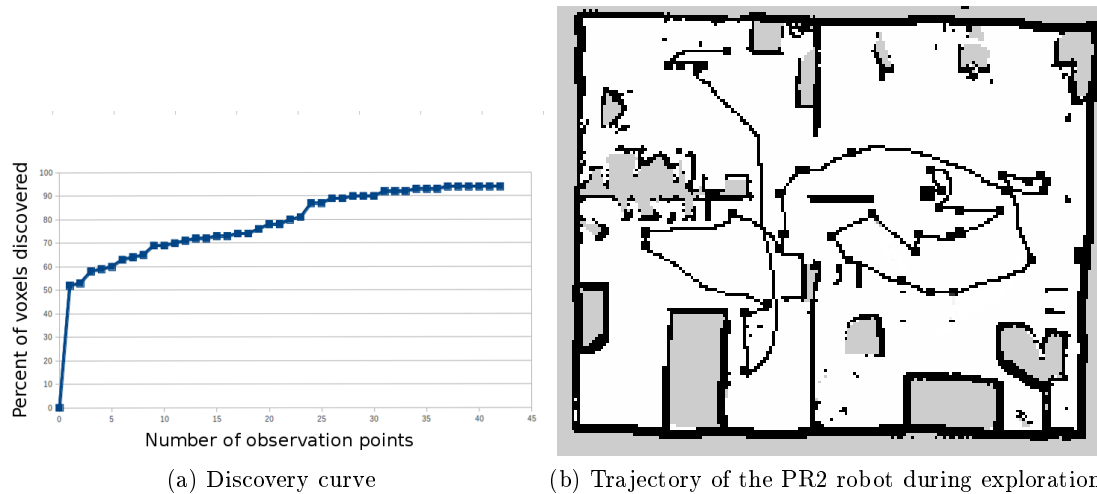 100
90
80
70
60
50
40
30
20
10
0
Percent of voxels discovered
0 5 10 15 20 25 30 35 40 45
Number of observation points
(a) Discovery curve
(b) Trajectory of the PR2 robot during exploration